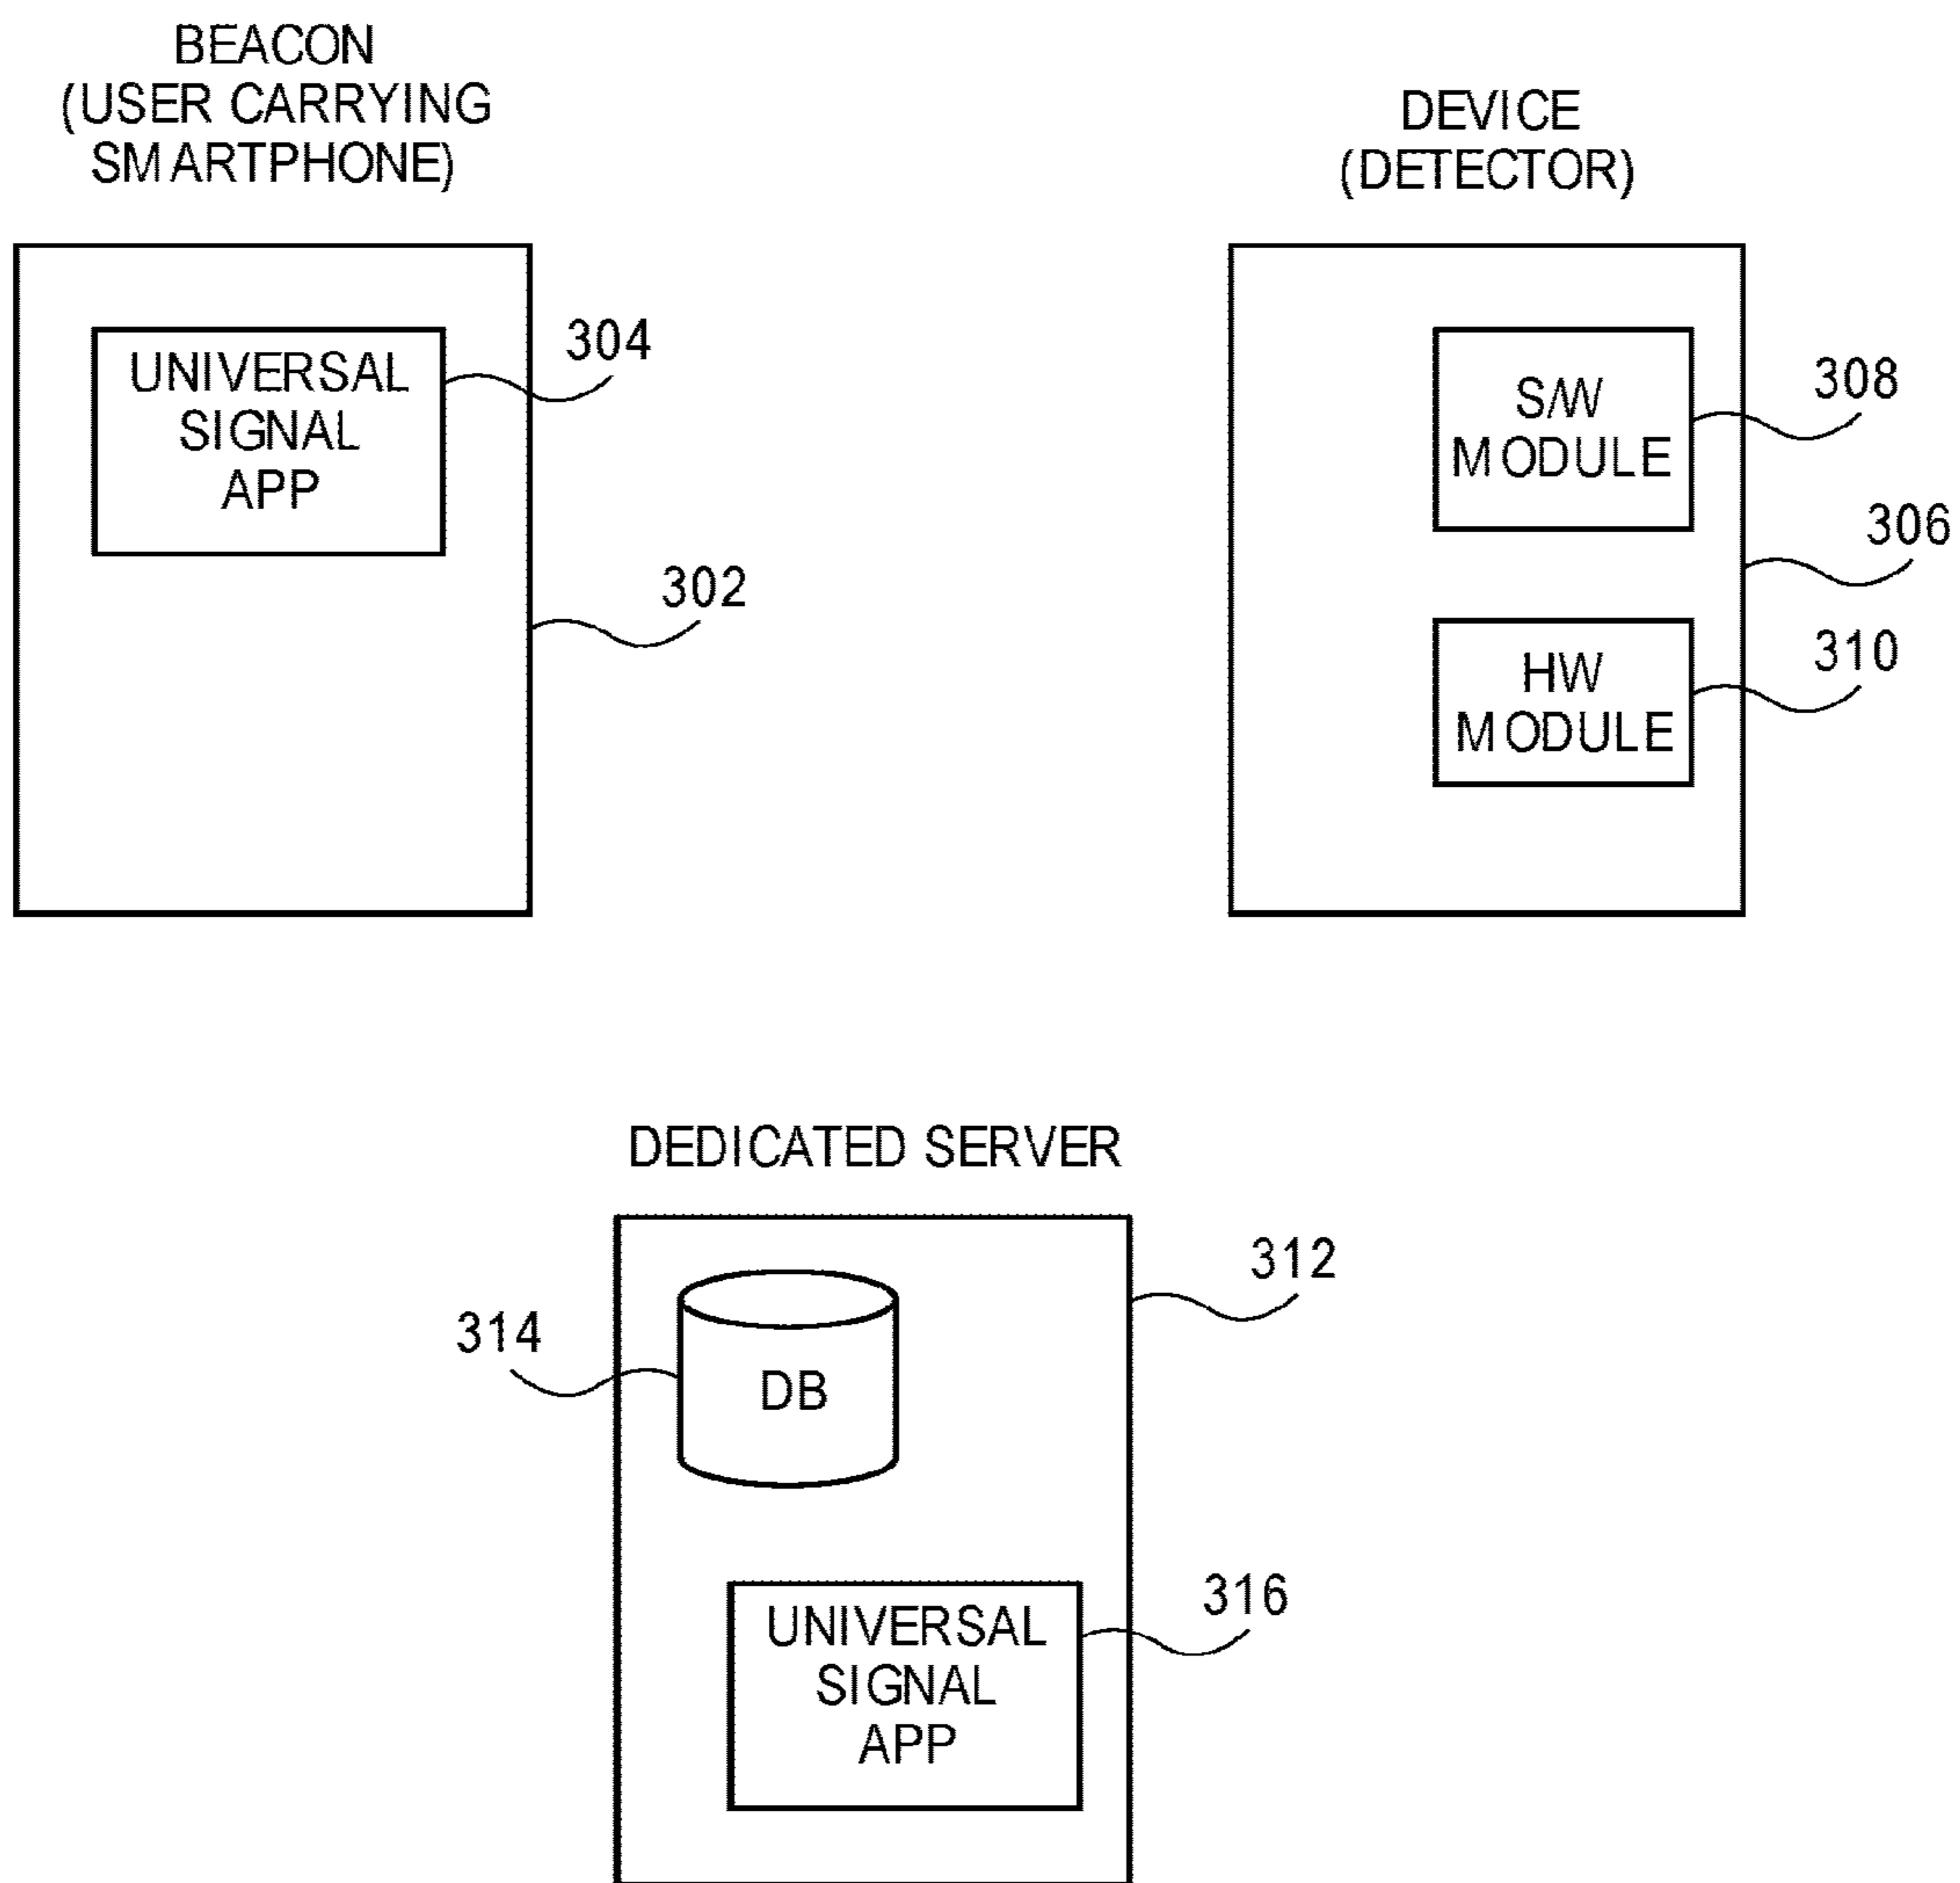 BEACON
(USER CARRYING
SMARTPHONE)
UNIVERSAL
SIGNAL
APP
304
302
DEVICE
(DETECTOR)
S/W
MODULE
308
306
HW
MODULE
310
DEDICATED SERVER
312
314
DB
UNIVERSAL
SIGNAL
APP
316